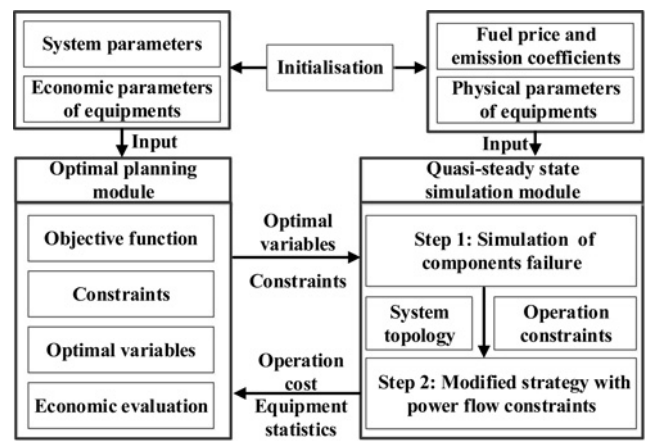 System parameters
Economic parameters
of equipments
Initialisation
Fuel price and
emission coefficients
Physical parameters
of equipments
Input
Input
Optimal planning
module
Objective function
Constraints
Optimal variables
Economic evaluation
Optimal
variables
Constraints
Operation
cost
Equipment
statistics
Quasi-steady state
simulation module
Step 1: Simulation of
components failure
System
topology
Operation
constraints
Step 2: Modified strategy with
power flow constraints